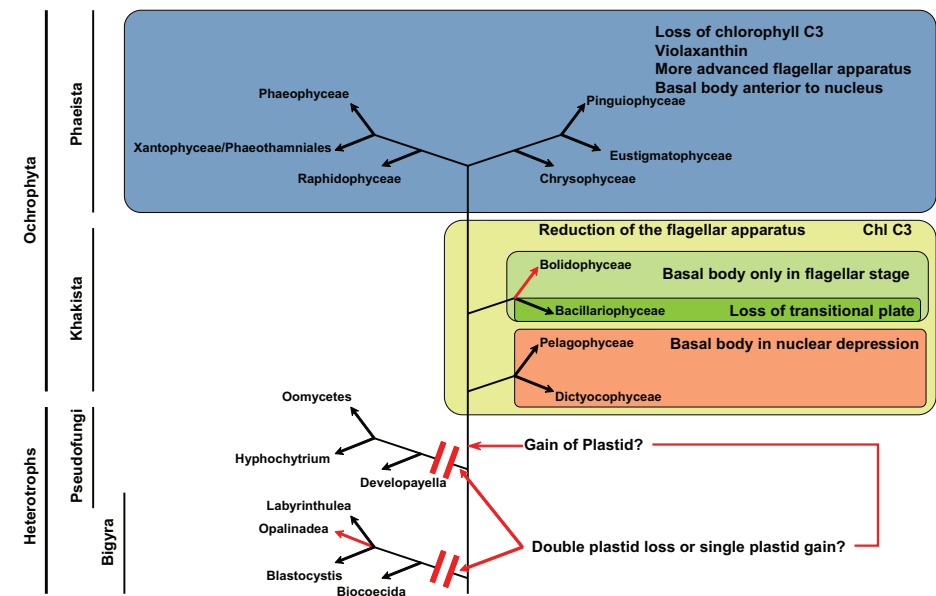 Loss of chlorophyll C3
Violaxanthin
More advanced flagellar apparatus
Basal body anterior to nucleus
Phaeophyceae
Pinguiophyceae
Xantophyceae/Phaeothamniales
Eustigmatophyceae
Raphidophyceae
Chrysophyceae
Ochrophyta
Phaeista
Khakista
Reduction of the flagellar apparatus
Chl C3
Bolidophyceae
Basal body only in flagellar stage
Bacillariophyceae
Loss of transitional plate
Pelagophyceae
Basal body in nuclear depression
Dictyocophyceae
Heterotrophs
Pseudofungi
Bigyra
Oomycetes
Hyphochytrium
Developayella
Gain of Plastid?
Labyrinthulea
Opalinadea
Double plastid loss or single plastid gain?
Blastocystis
Biocoecida